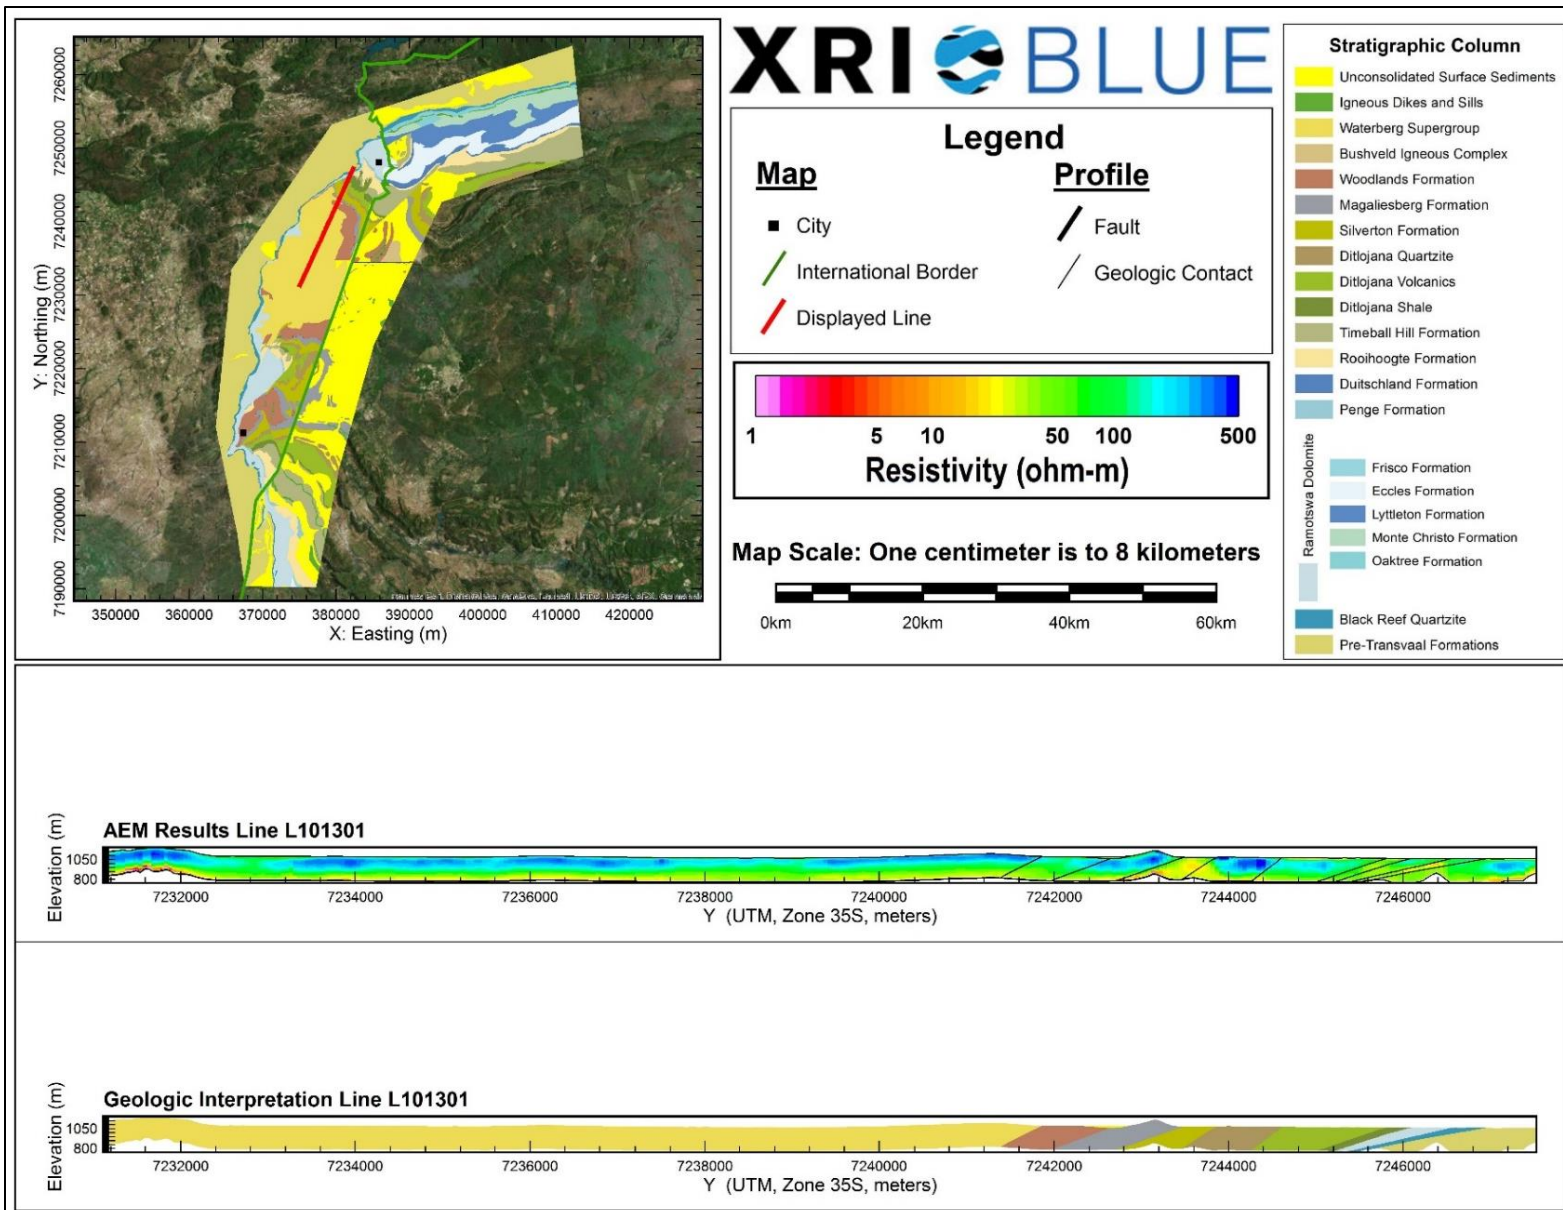 XRI BLUE
Legend
Map
City
International Border
Displayed Line
Profile
Fault
Geologic Contact
1 5 10 50 100 500
Resistivity (ohm-m)
Map Scale: One centimeter is to 8 kilometers
0km 20km 40km 60km
Stratigraphic Column
Unconsolidated Surface Sediments
Igneous Dikes and Sills
Waterberg Supergroup
Bushveld Igneous Complex
Woodlands Formation
Magaliesberg Formation
Silverton Formation
Ditlojana Quartzite
Ditlojana Volcanics
Ditlojana Shale
Timeball Hill Formation
Rooihoogte Formation
Duitschland Formation
Penge Formation
Ramotswa Dolomite
Frisco Formation
Eccles Formation
Lyttleton Formation
Monte Christo Formation
Oaktree Formation
Black Reef Quartzite
Pre-Transvaal Formations
Y: Northing (m)
7260000
7250000
7240000
7230000
7220000
7210000
7200000
7190000
350000 360000 370000 380000 390000 400000 410000 420000
X: Easting (m)
AEM Results Line L101301
Elevation (m)
1050
800
7232000 7234000 7236000 7238000 7240000 7242000 7244000 7246000
Y (UTM, Zone 35S, meters)
Geologic Interpretation Line L101301
Elevation (m)
1050
800
7232000 7234000 7236000 7238000 7240000 7242000 7244000 7246000
Y (UTM, Zone 35S, meters)